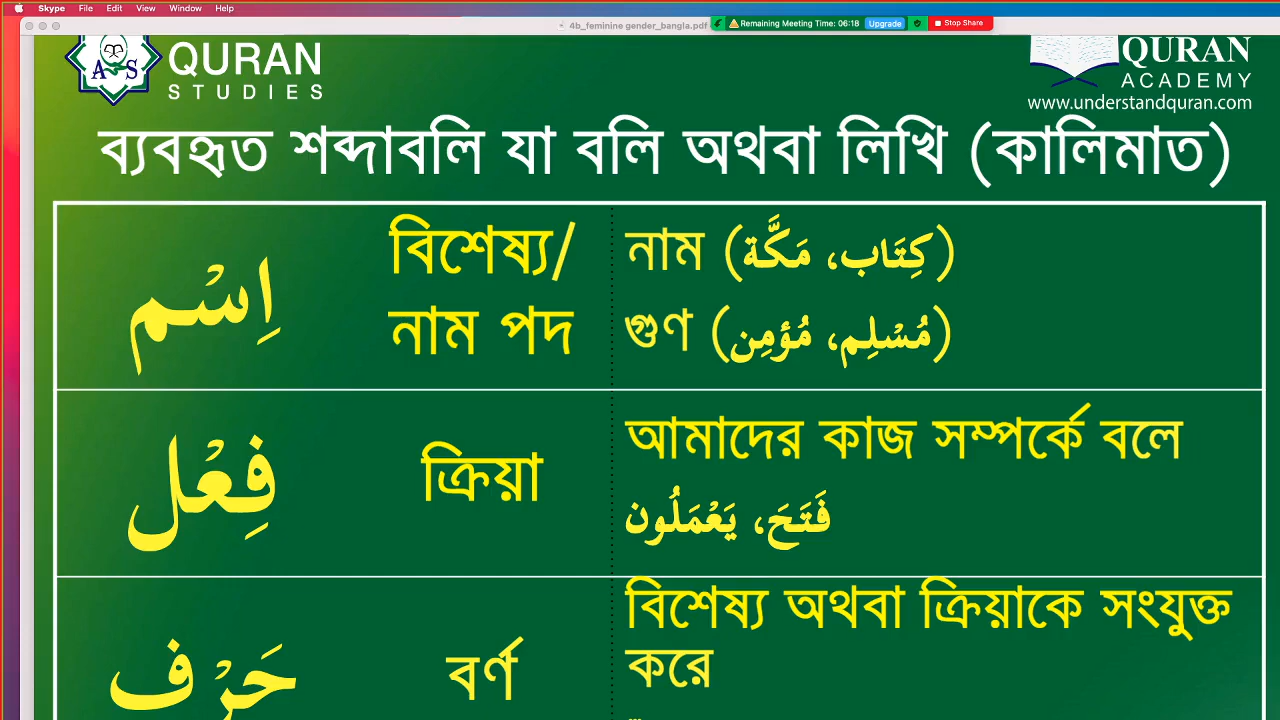 Skype File Edit View Window Help
4b_feminine gender_bangla.pdf
Remaining Meeting Time: 06:18 Upgrade Stop Share
A S
QURAN
STUDIES
QURAN
ACADEMY
www.understandquran.com
ব্যবহৃত শব্দাবলি যা বলি অথবা লিখি (কালিমাত)
اِسْم
বিশেষ্য/
নাম পদ
নাম (كِتَاب، مَكَّة)
গুণ (مُسْلِم، مُؤمِن)
فِعْل
ক্রিয়া
আমাদের কাজ সম্পর্কে বলে
فَتَحَ، يَعْمَلُون
حَرْف
বর্ণ
বিশেষ্য অথবা ক্রিয়াকে সংযুক্ত
করে